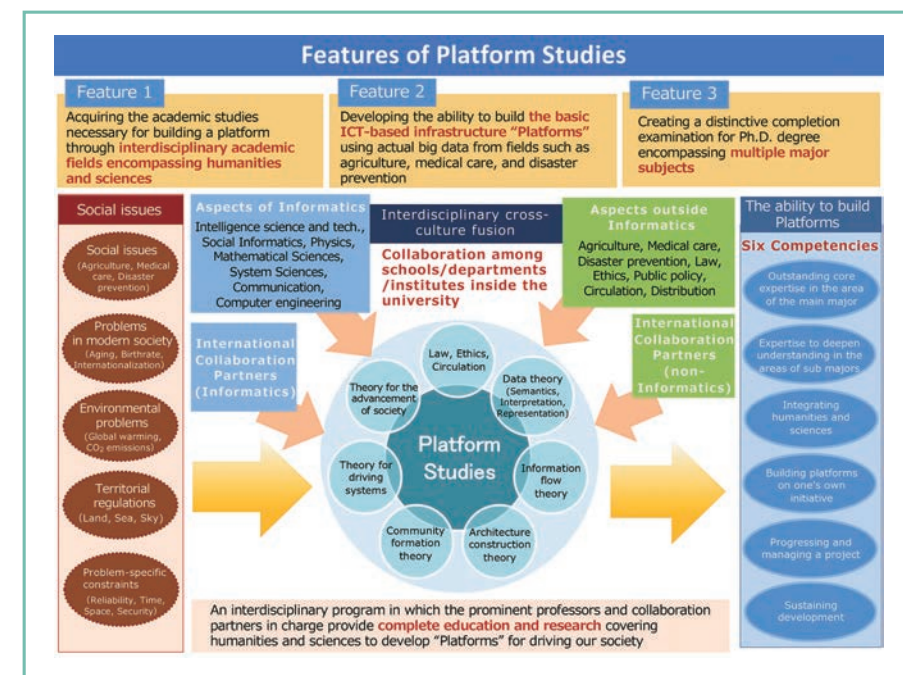 Features of Platform Studies
Feature 1
Acquiring the academic studies
necessary for building a platform
through interdisciplinary academic
fields encompassing humanities
and sciences
Feature 2
Developing the ability to build the basic
ICT-based infrastructure “Platforms”
using actual big data from fields such as
agriculture, medical care, and disaster
prevention
Feature 3
Creating a distinctive completion
examination for Ph.D. degree
encompassing multiple major
subjects
Social issues
Social issues
(Agriculture, Medical
care, Disaster
prevention)
Problems
in modern society
(Aging, Birthrate,
Internationalization)
Environmental
problems
(Global warming,
CO₂ emissions)
Territorial
regulations
(Land, Sea, Sky)
Problem-specific
constraints
(Reliability, Time,
Space, Security)
Aspects of Informatics
Intelligence science and tech.,
Social Informatics, Physics,
Mathematical Sciences,
System Sciences,
Communication,
Computer engineering
International
Collaboration
Partners
(Informatics)
Interdisciplinary cross-
culture fusion
Collaboration among
schools/departments
/institutes inside the
university
Aspects outside
Informatics
Agriculture, Medical care,
Disaster prevention, Law,
Ethics, Public policy,
Circulation, Distribution
International
Collaboration
Partners
(non-
Informatics)
Law, Ethics,
Circulation
Theory for the
advancement
of society
Data theory
(Semantics,
Interpretation,
Representation)
Platform
Studies
Theory for
driving
systems
Information
flow
theory
Community
formation
theory
Architecture
construction
theory
An interdisciplinary program in which the prominent professors and collaboration
partners in charge provide complete education and research covering
humanities and sciences to develop “Platforms” for driving our society
The ability to build
Platforms
Six Competencies
Outstanding core
expertise in the area
of the main major
Expertise to deepen
understanding in the
areas of sub majors
Integrating
humanities and
sciences
Building platforms
on one's own
initiative
Progressing and
managing a project
Sustaining
development